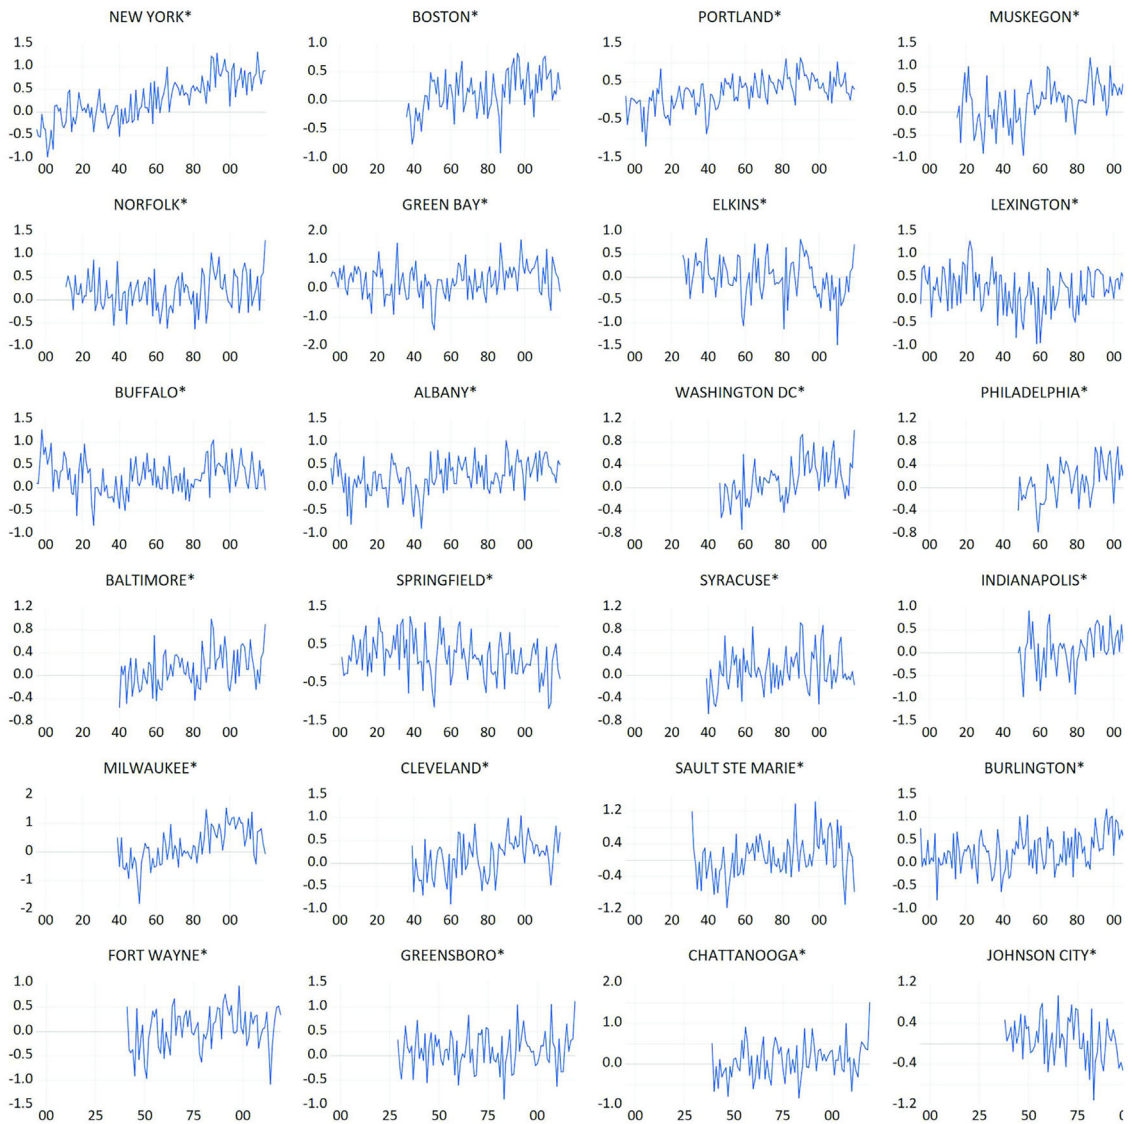 NEW YORK* BOSTON* PORTLAND* MUSKEGON*
1.5 1.0 1.5 1.5
1.0 1.0
0.5 0.5 0.5 0.5
0.0 0.0 0.0
-0.5 -0.5 -0.5 -0.5
-1.0 -1.0 -1.5 -1.0
00 20 40 60 80 00 00 20 40 60 80 00 00 20 40 60 80 00 00 20 40 60 80 00
NORFOLK* GREEN BAY* ELKINS* LEXINGTON*
1.5 2.0 1.0 1.5
1.0 1.0 0.5 1.0
0.5 0.0 0.5
0.0 0.0 -0.5 0.0
-0.5 -1.0 -1.0 -0.5
-1.0 -2.0 -1.5 -1.0
00 20 40 60 80 00 00 20 40 60 80 00 00 20 40 60 80 00 00 20 40 60 80 00
BUFFALO* ALBANY* WASHINGTON DC* PHILADELPHIA*
1.5 1.5 1.2 1.2
1.0 1.0 0.8 0.8
0.5 0.5 0.4 0.4
0.0 0.0 0.0 0.0
-0.5 -0.5 -0.4 -0.4
-1.0 -1.0 -0.8 -0.8
00 20 40 60 80 00 00 20 40 60 80 00 00 20 40 60 80 00 00 20 40 60 80 00
BALTIMORE* SPRINGFIELD* SYRACUSE* INDIANAPOLIS*
1.2 1.5 1.2 1.0
0.8 0.8 0.5
0.4 0.5 0.4 0.0
0.0 0.0 -0.5
-0.4 -0.5 -0.4 -1.0
-0.8 -1.5 -0.8 -1.5
00 20 40 60 80 00 00 20 40 60 80 00 00 20 40 60 80 00 00 20 40 60 80 00
MILWAUKEE* CLEVELAND* SAULT STE MARIE* BURLINGTON*
2 1.5 1.2 1.5
1 1.0 1.0
0.5 0.4 0.5
0 0.0 0.0
-1 -0.5 -0.4 -0.5
-2 -1.0 -1.2 -1.0
00 20 40 60 80 00 00 20 40 60 80 00 00 20 40 60 80 00 00 20 40 60 80 00
FORT WAYNE* GREENSBORO* CHATTANOOGA* JOHNSON CITY*
1.0 1.5 2.0 1.2
0.5 1.0 1.0 0.4
0.0 0.5
-0.5 0.0 0.0 -0.4
-1.0 -0.5
-1.5 -1.0 -1.0 -1.2
00 25 50 75 00 00 25 50 75 00 00 25 50 75 00 00 25 50 75